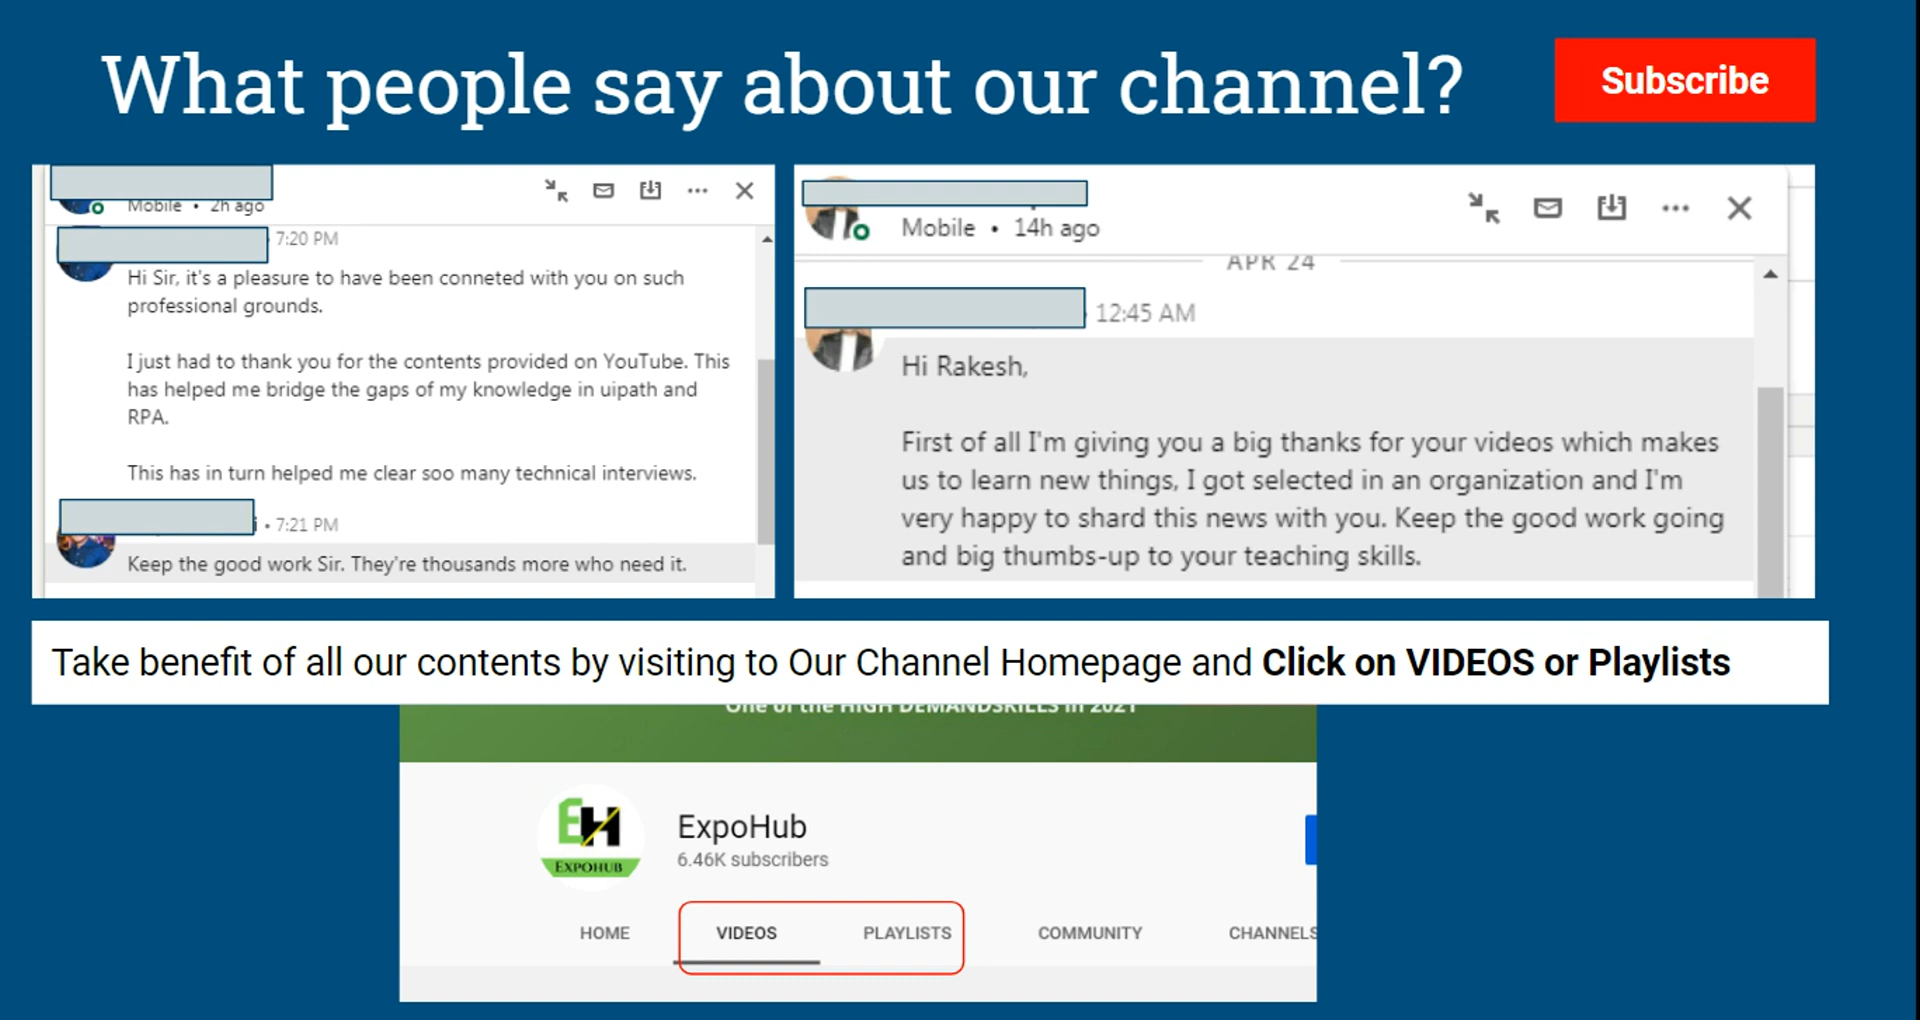 What people say about our channel?
Subscribe
Mobile • 2h ago
7:20 PM
Hi Sir, it's a pleasure to have been conneted with you on such
professional grounds.
I just had to thank you for the contents provided on YouTube. This
has helped me bridge the gaps of my knowledge in uipath and
RPA.
This has in turn helped me clear soo many technical interviews.
i • 7:21 PM
Keep the good work Sir. They're thousands more who need it.
Mobile • 14h ago
APR 24
12:45 AM
Hi Rakesh,
First of all I'm giving you a big thanks for your videos which makes
us to learn new things, I got selected in an organization and I'm
very happy to shard this news with you. Keep the good work going
and big thumbs-up to your teaching skills.
Take benefit of all our contents by visiting to Our Channel Homepage and Click on VIDEOS or Playlists
One of the HIGH DEMANDSKILLS in 2021
EH
EXPOHUB
ExpoHub
6.46K subscribers
HOME VIDEOS PLAYLISTS COMMUNITY CHANNELS